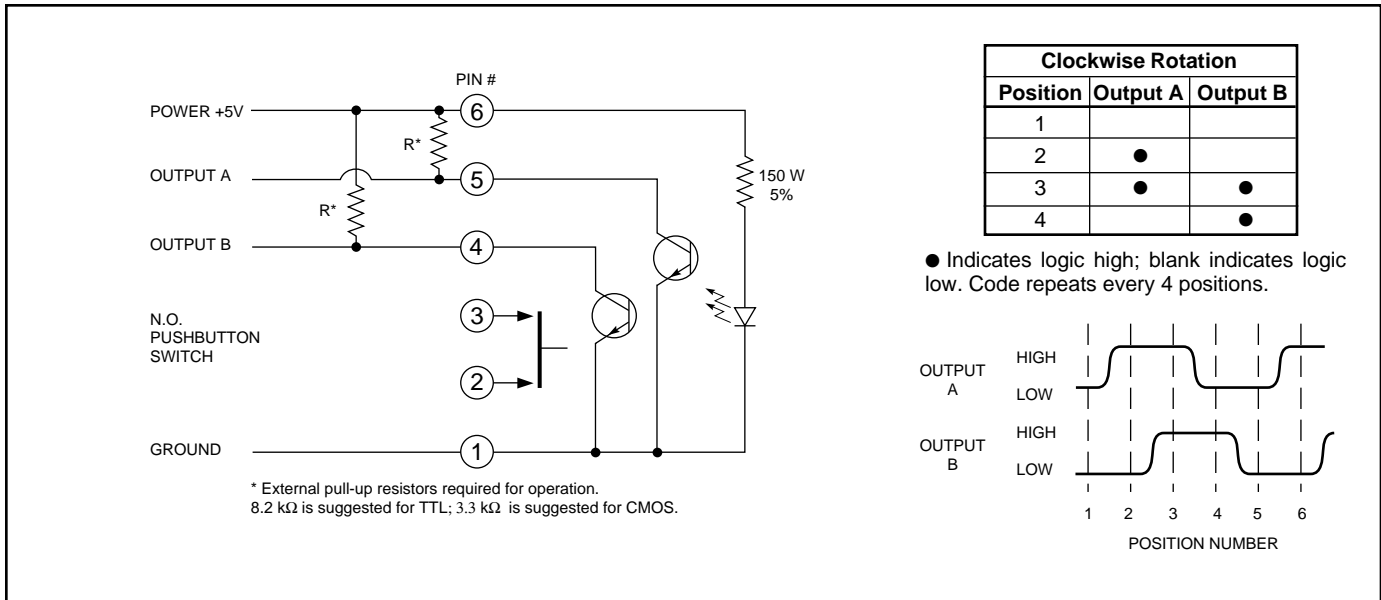 PIN #
POWER +5V
6
R*
OUTPUT A
5
150 W
5%
R*
OUTPUT B
4
N.O.
PUSHBUTTON
SWITCH
3
2
GROUND
1
* External pull-up resistors required for operation.
8.2 kΩ is suggested for TTL; 3.3 kΩ is suggested for CMOS.
Clockwise Rotation
Position Output A Output B
1
2 ●
3 ● ●
4 ●
● Indicates logic high; blank indicates logic
low. Code repeats every 4 positions.
OUTPUT
A
HIGH
LOW
OUTPUT
B
HIGH
LOW
1 2 3 4 5 6
POSITION NUMBER